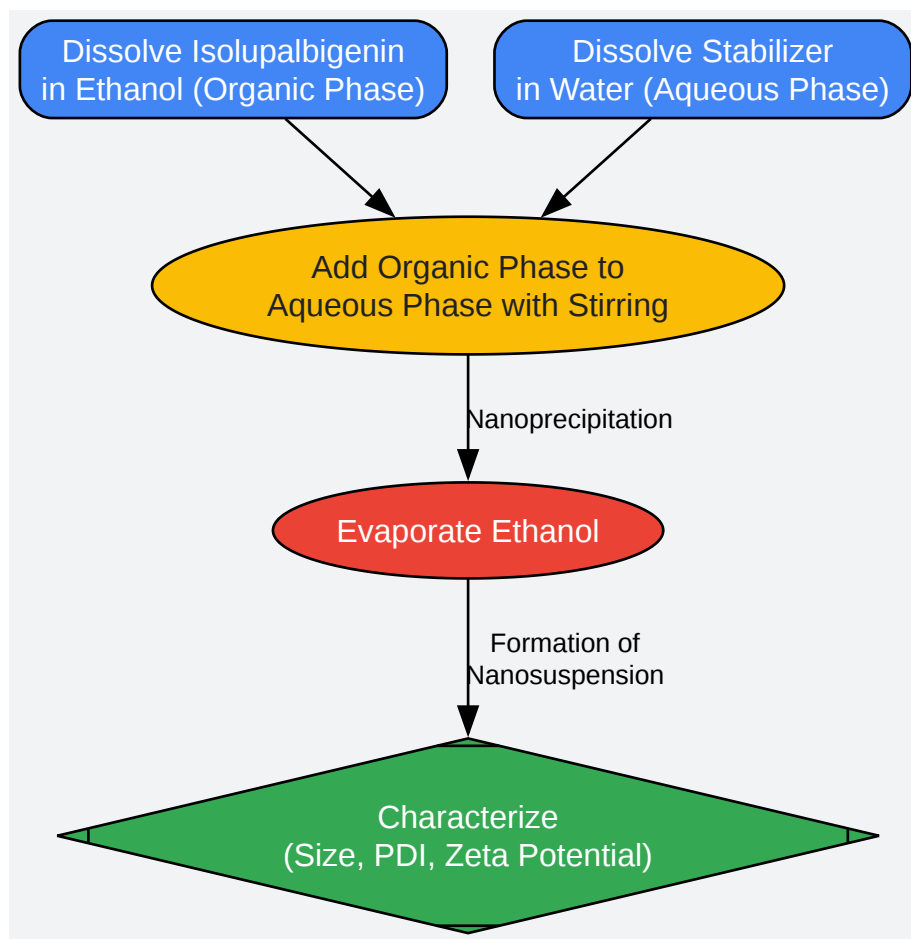 Dissolve Isolupalbigenin
in Ethanol (Organic Phase)
Dissolve Stabilizer
in Water (Aqueous Phase)
Add Organic Phase to
Aqueous Phase with Stirring
Nanoprecipitation
Evaporate Ethanol
Formation of
Nanosuspension
Characterize
(Size, PDI, Zeta Potential)